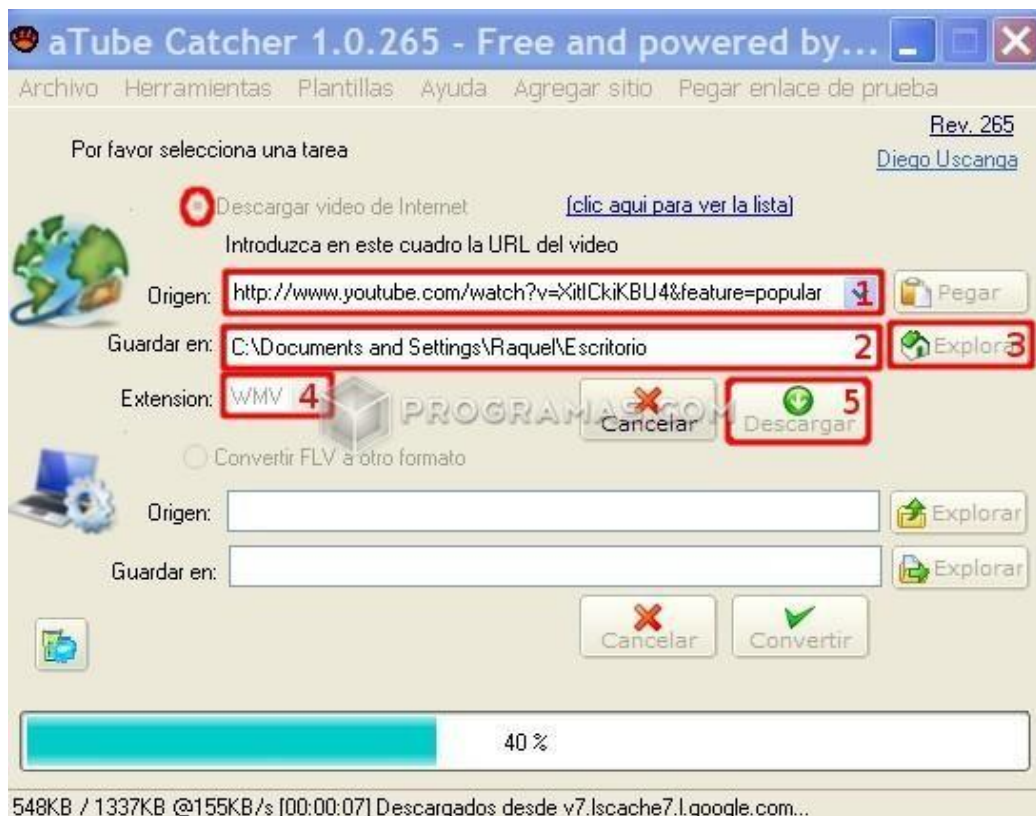 aTube Catcher 1.0.265 - Free and powered by...
Archivo Herramientas Plantillas Ayuda Agregar sitio Pegar enlace de prueba
Rev. 265
Por favor selecciona una tarea
Diego Uscanga
Descargar video de Internet (clic aqui para ver la lista)
Introduzca en este cuadro la URL del video
Origen: http://www.youtube.com/watch?v=XitICkiKBU4&feature=popular 1 Pegar
Guardar en: C:\Documents and Settings\Raquel\Escritorio 2 Explorar 3
Extension: WMV 4 Cancelar Descargar 5
PROGRAMAS.COM
Convertir FLV a otro formato
Origen: Explorar
Guardar en: Explorar
Cancelar Convertir
40 %
548KB / 1337KB @155KB/s [00:00:07] Descargados desde v7.lscache7.l.google.com...